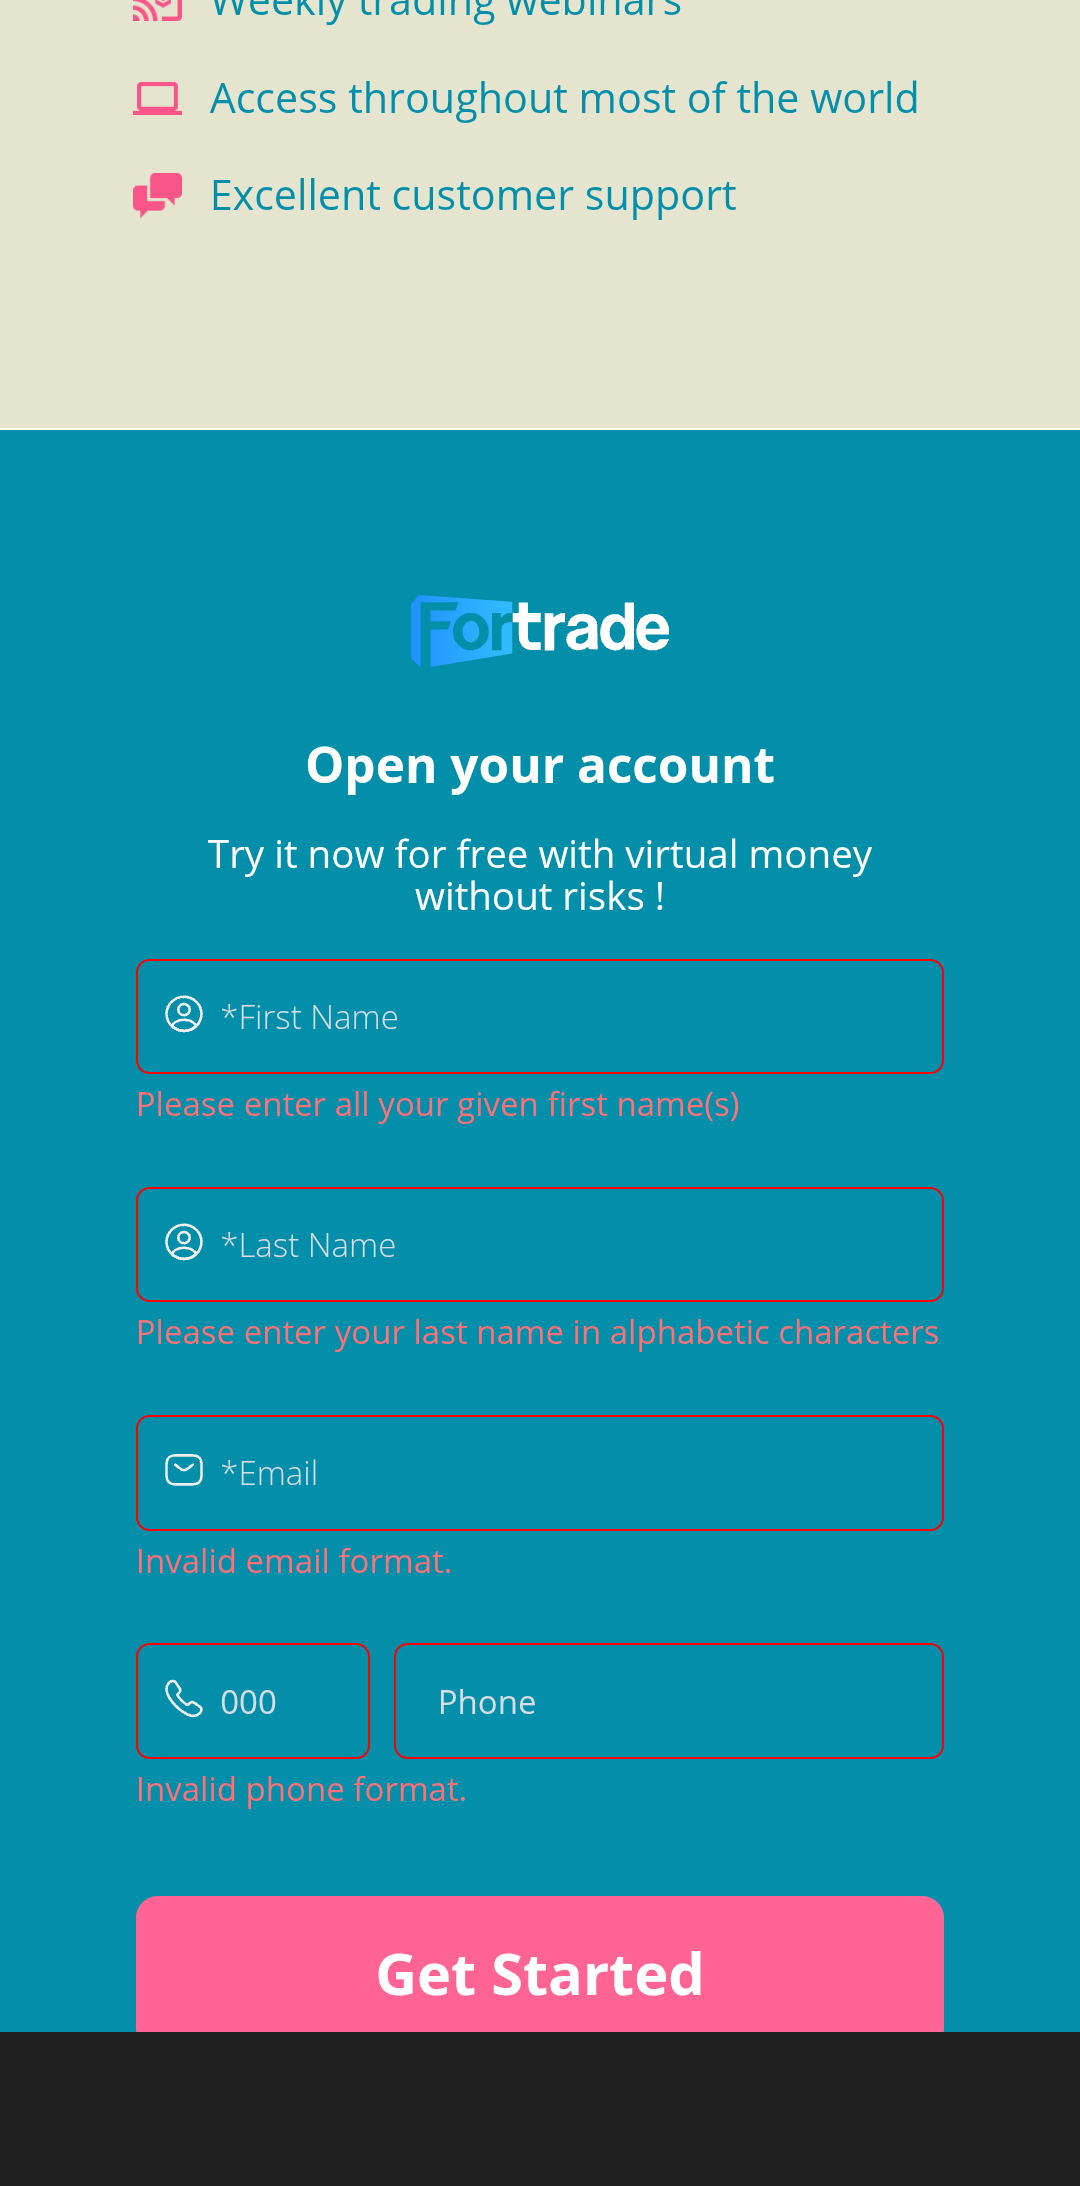 Weekly trading webinars
Access throughout most of the world
Excellent customer support
Fortrade
Open your account
Try it now for free with virtual money
without risks !
*First Name
Please enter all your given first name(s)
*Last Name
Please enter your last name in alphabetic characters
*Email
Invalid email format.
000 Phone
Invalid phone format.
Get Started